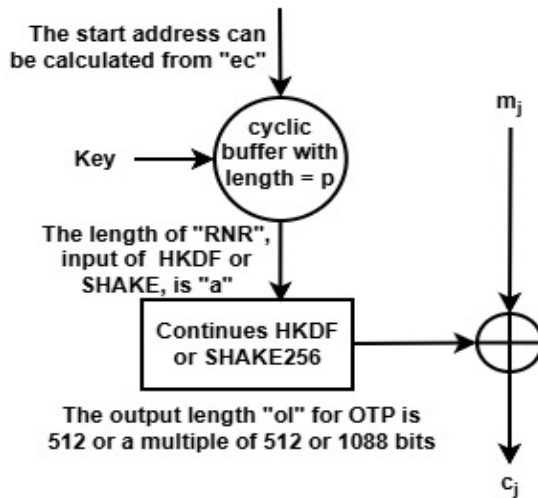 The start address can
be calculated from "ec"
cyclic
buffer with
length = p
Key
m_j
The length of "RNR",
input of HKDF or
SHAKE, is "a"
Continues HKDF
or SHAKE256
The output length "ol" for OTP is
512 or a multiple of 512 or 1088 bits
c_j